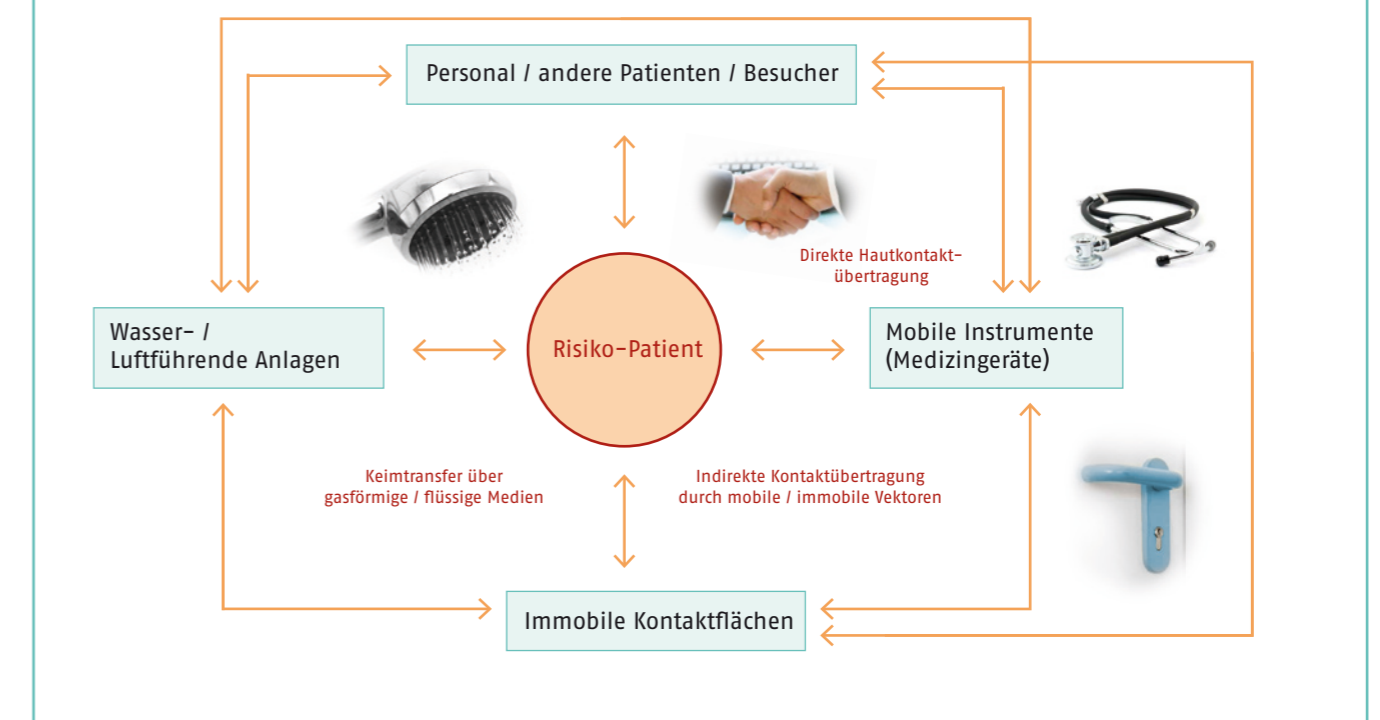 Personal / andere Patienten / Besucher
Direkte Hautkontakt-
übertragung
Wasser- /
Luftführende Anlagen
Risiko-Patient
Mobile Instrumente
(Medizingeräte)
Keimtransfer über
gasförmige / flüssige Medien
Indirekte Kontaktübertragung
durch mobile / immobile Vektoren
Immobile Kontaktflächen